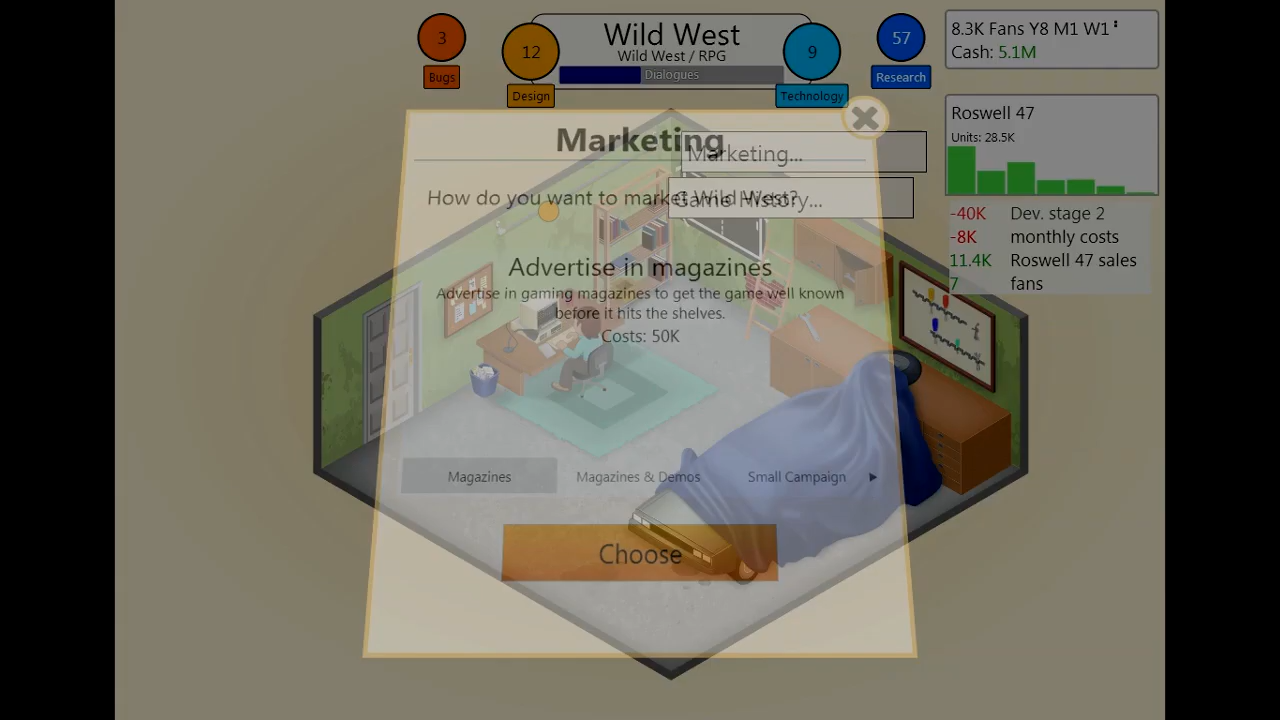 3
Bugs
12
Design
Wild West
Wild West / RPG
Dialogues
9
Technology
57
Research
8.3K Fans Y8 M1 W1
Cash: 5.1M
Roswell 47
Units: 28.5K
-40K Dev. stage 2
-8K monthly costs
11.4K Roswell 47 sales
7 fans
Marketing
Marketing...
How do you want to market Wild West?
Game History...
Advertise in magazines
Advertise in gaming magazines to get the game well known
before it hits the shelves.
Costs: 50K
Magazines
Magazines & Demos
Small Campaign
Choose